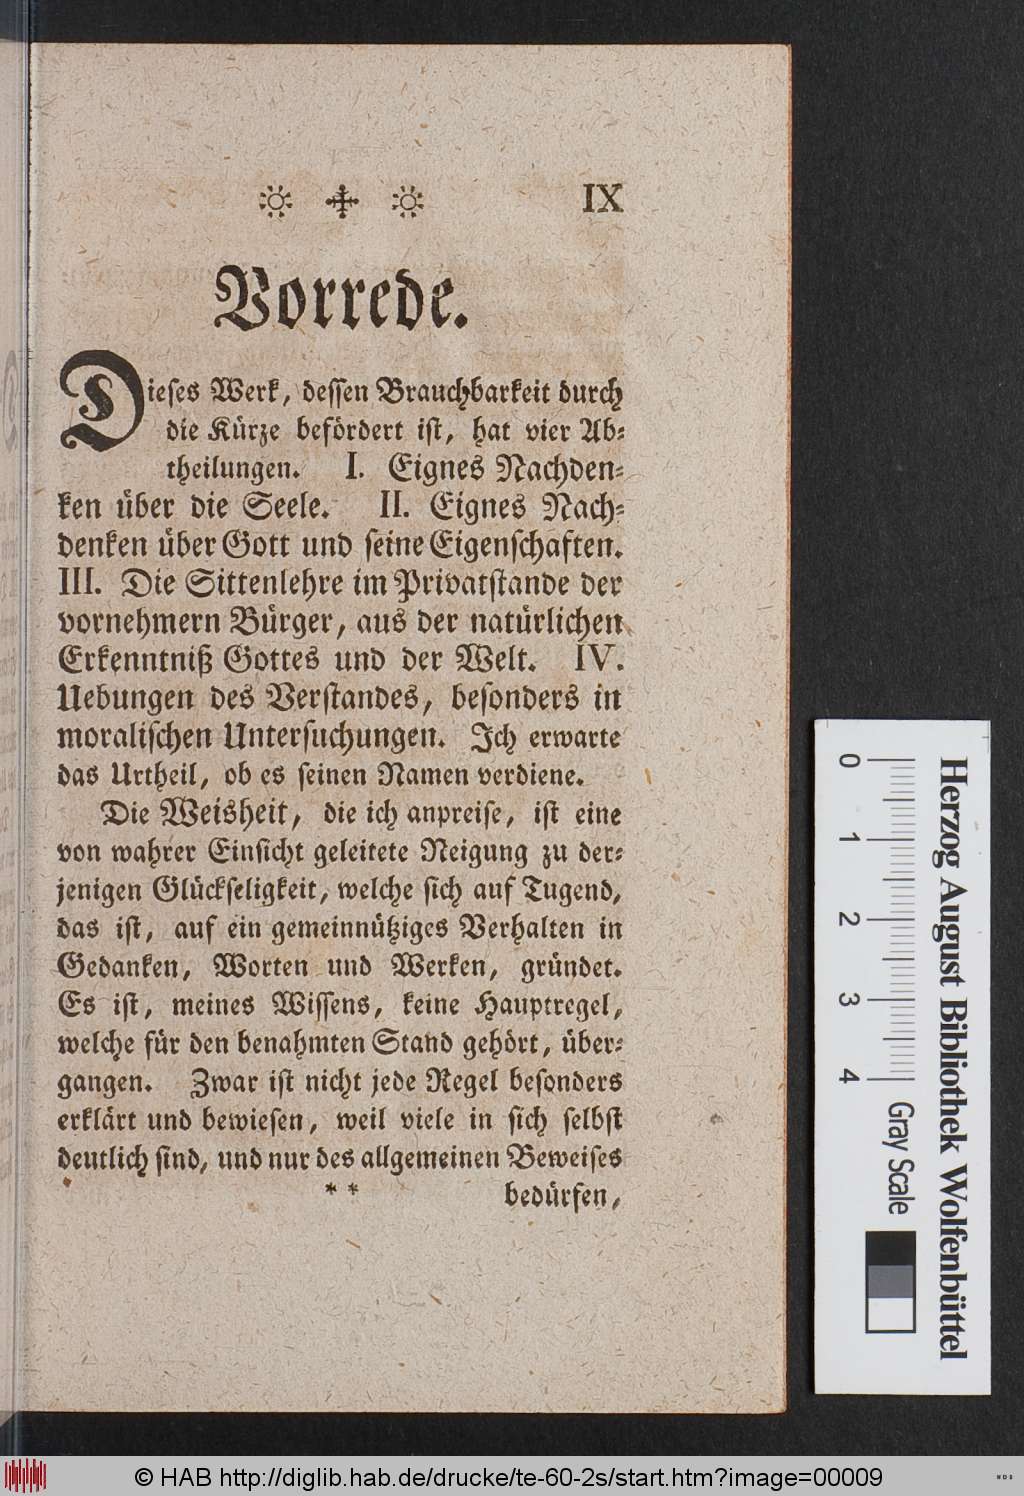 IX
Vorrede.
Dieses Werk, dessen Brauchbarkeit durch
die Kürze befördert ist, hat vier Ab=
theilungen. I. Eignes Nachden=
ken über die Seele. II. Eignes Nach=
denken über Gott und seine Eigenschaften.
III. Die Sittenlehre im Privatstande der
vornehmern Bürger, aus der natürlichen
Erkenntniß Gottes und der Welt. IV.
Uebungen des Verstandes, besonders in
moralischen Untersuchungen. Ich erwarte
das Urtheil, ob es seinen Namen verdiene.
Die Weisheit, die ich anpreise, ist eine
von wahrer Einsicht geleitete Neigung zu der=
jenigen Glückseligkeit, welche sich auf Tugend,
das ist, auf ein gemeinnütziges Verhalten in
Gedanken, Worten und Werken, gründet.
Es ist, meines Wissens, keine Hauptregel,
welche für den benahmten Stand gehört, über=
gangen. Zwar ist nicht jede Regel besonders
erklärt und bewiesen, weil viele in sich selbst
deutlich sind, und nur des allgemeinen Beweises
** bedürfen,
Herzog August Bibliothek Wolfenbüttel
0 1 2 3 4 Gray Scale
© HAB http://diglib.hab.de/drucke/te-60-2s/start.htm?image=00009